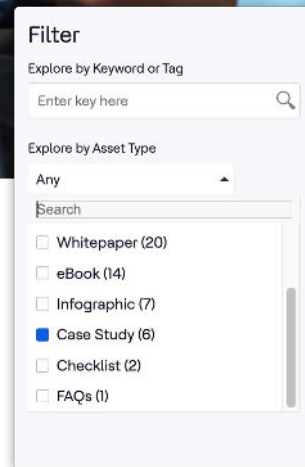 Filter
Explore by Keyword or Tag
Enter key here
Explore by Asset Type
Any
Search
Whitepaper (20)
eBook (14)
Infographic (7)
Case Study (6)
Checklist (2)
FAQs (1)